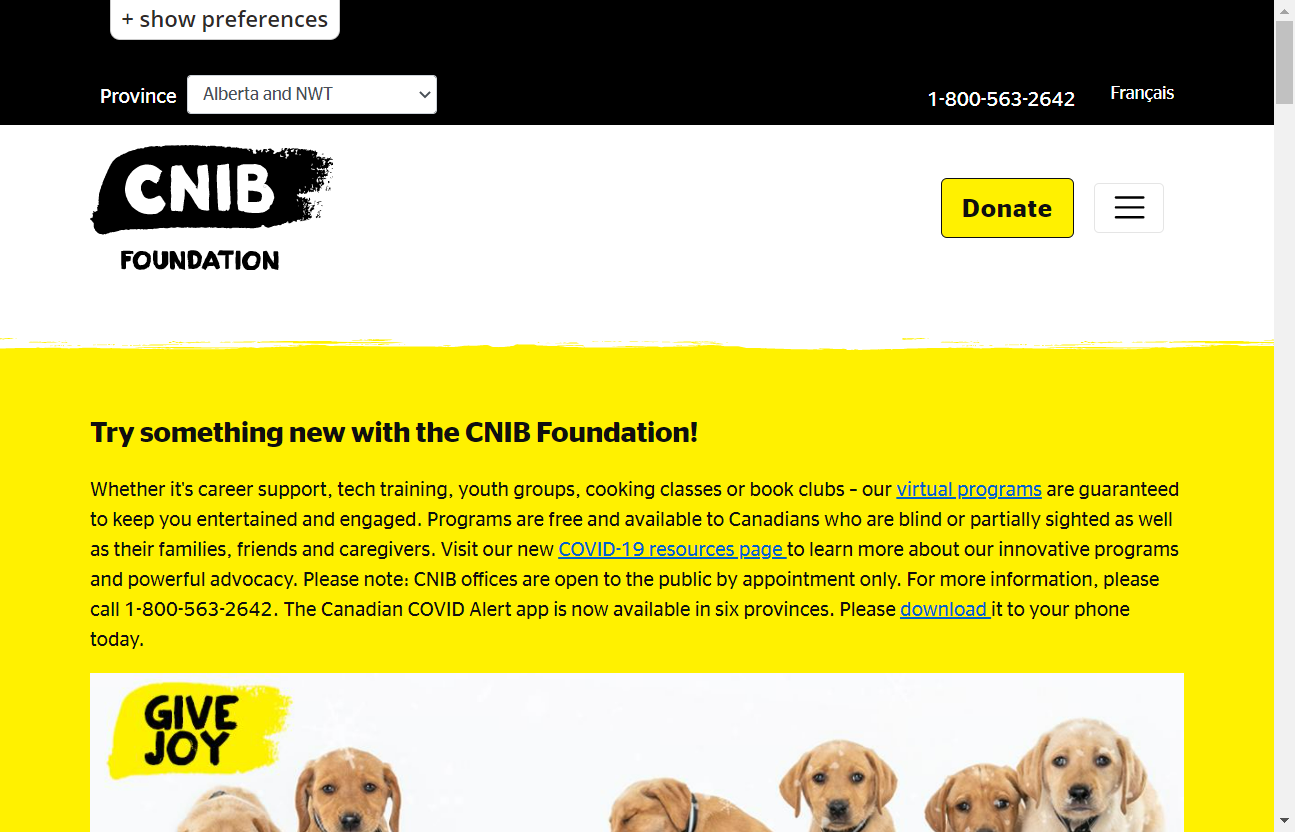 + show preferences
Province Alberta and NWT 1-800-563-2642 Français
CNIB
FOUNDATION
Donate
Try something new with the CNIB Foundation!
Whether it's career support, tech training, youth groups, cooking classes or book clubs – our virtual programs are guaranteed
to keep you entertained and engaged. Programs are free and available to Canadians who are blind or partially sighted as well
as their families, friends and caregivers. Visit our new COVID-19 resources page to learn more about our innovative programs
and powerful advocacy. Please note: CNIB offices are open to the public by appointment only. For more information, please
call 1-800-563-2642. The Canadian COVID Alert app is now available in six provinces. Please download it to your phone
today.
GIVE
JOY